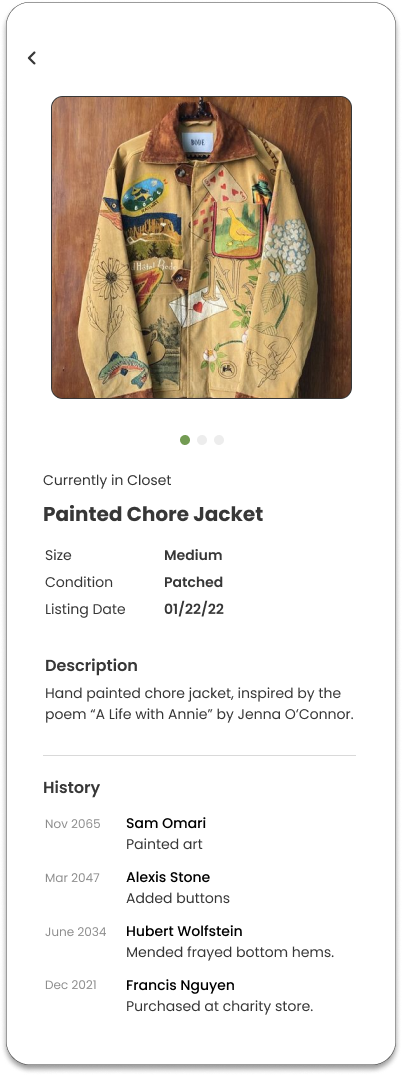 BODE
Currently in Closet
Painted Chore Jacket
Size Medium
Condition Patched
Listing Date 01/22/22
Description
Hand painted chore jacket, inspired by the
poem “A Life with Annie” by Jenna O’Connor.
History
Nov 2065 Sam Omari
Painted art
Mar 2047 Alexis Stone
Added buttons
June 2034 Hubert Wolfstein
Mended frayed bottom hems.
Dec 2021 Francis Nguyen
Purchased at charity store.